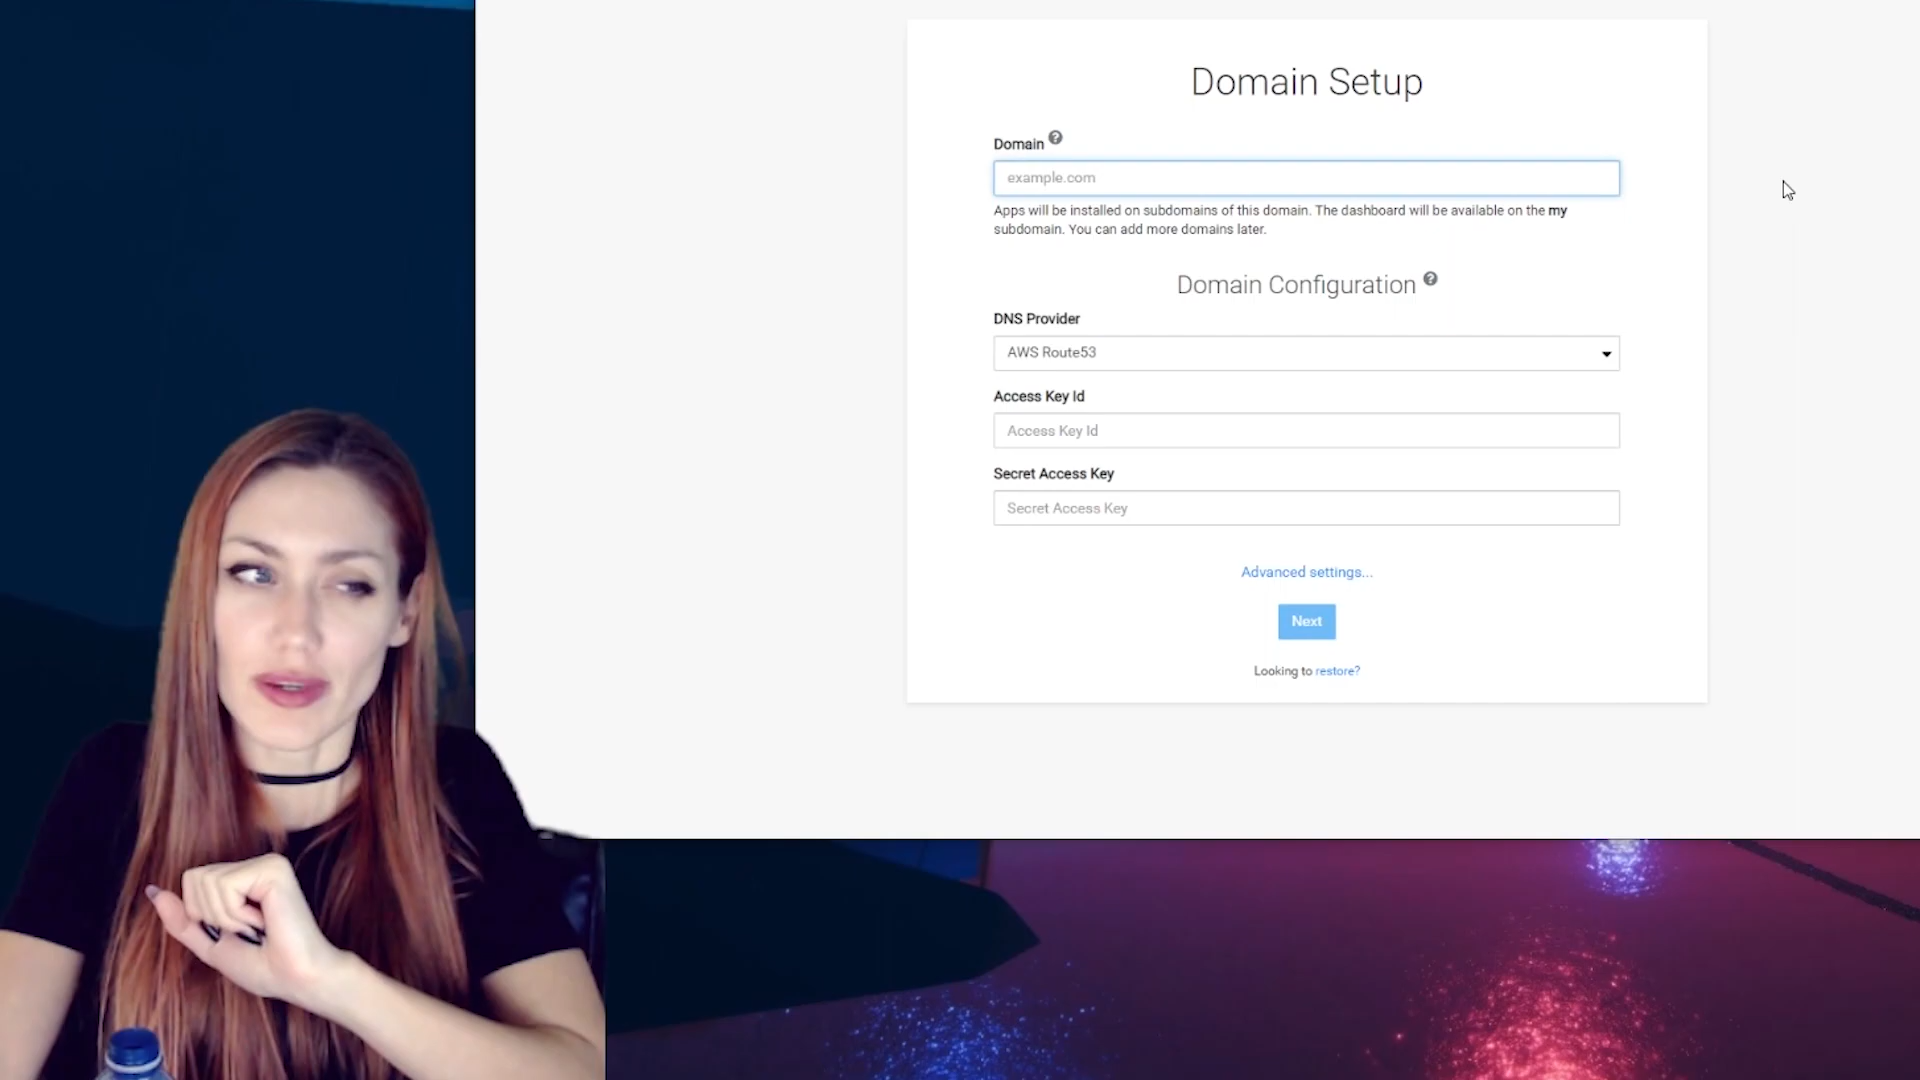 Domain Setup
Domain
example.com
Apps will be installed on subdomains of this domain. The dashboard will be available on the my
subdomain. You can add more domains later.
Domain Configuration
DNS Provider
AWS Route53
Access Key Id
Access Key Id
Secret Access Key
Secret Access Key
Advanced settings...
Next
Looking to restore?